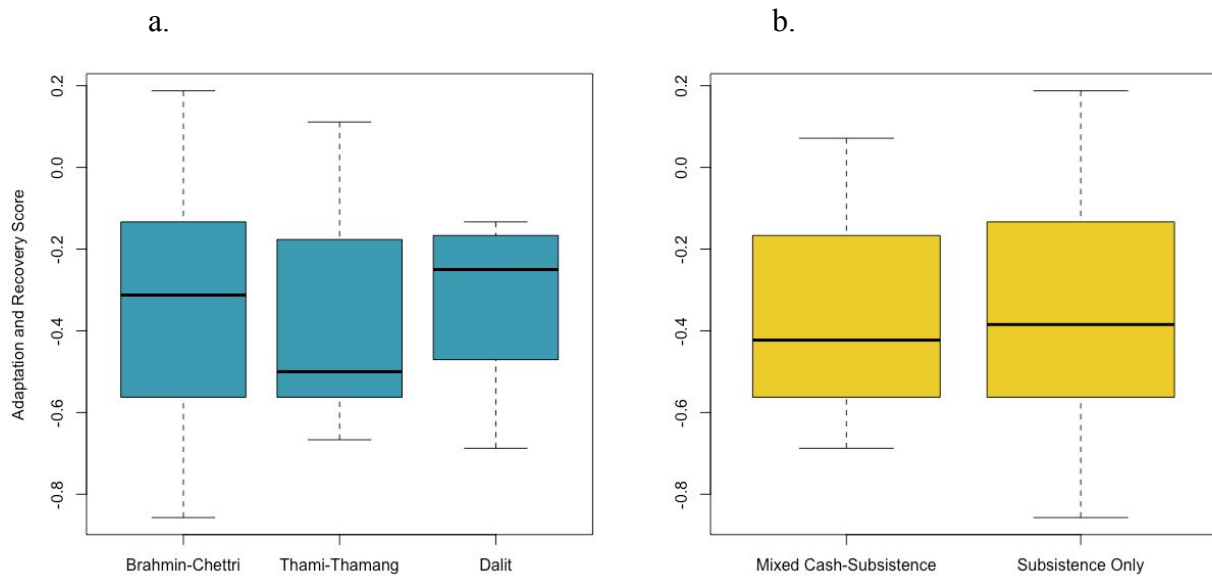 a.
b.
Adaptation and Recovery Score
0.2
0.0
-0.2
-0.4
-0.6
-0.8
Brahmin-Chettri Thami-Thamang Dalit
0.2
0.0
-0.2
-0.4
-0.6
-0.8
Mixed Cash-Subsistence Subsistence Only